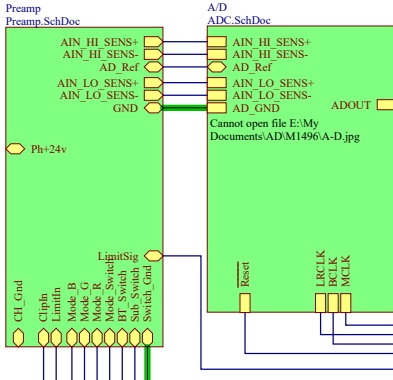 Preamp
Preamp.SchDoc
A/D
ADC.SchDoc
AIN_HI_SENS+
AIN_HI_SENS-
AD_Ref
AIN_LO_SENS+
AIN_LO_SENS-
GND
Ph+24v
LimitSig
CH_Gnd
ClipIn
LimitIn
Mode_B
Mode_G
Mode_R
Mode_Switch
BT_Switch
Sub_Switch
Switch_Gnd
AIN_HI_SENS+
AIN_HI_SENS-
AD_Ref
AIN_LO_SENS+
AIN_LO_SENS-
AD_GND
ADOUT
Cannot open file E:\My
Documents\AD\M1496\A-D.jpg
Reset
LRCLK
BCLK
MCLK